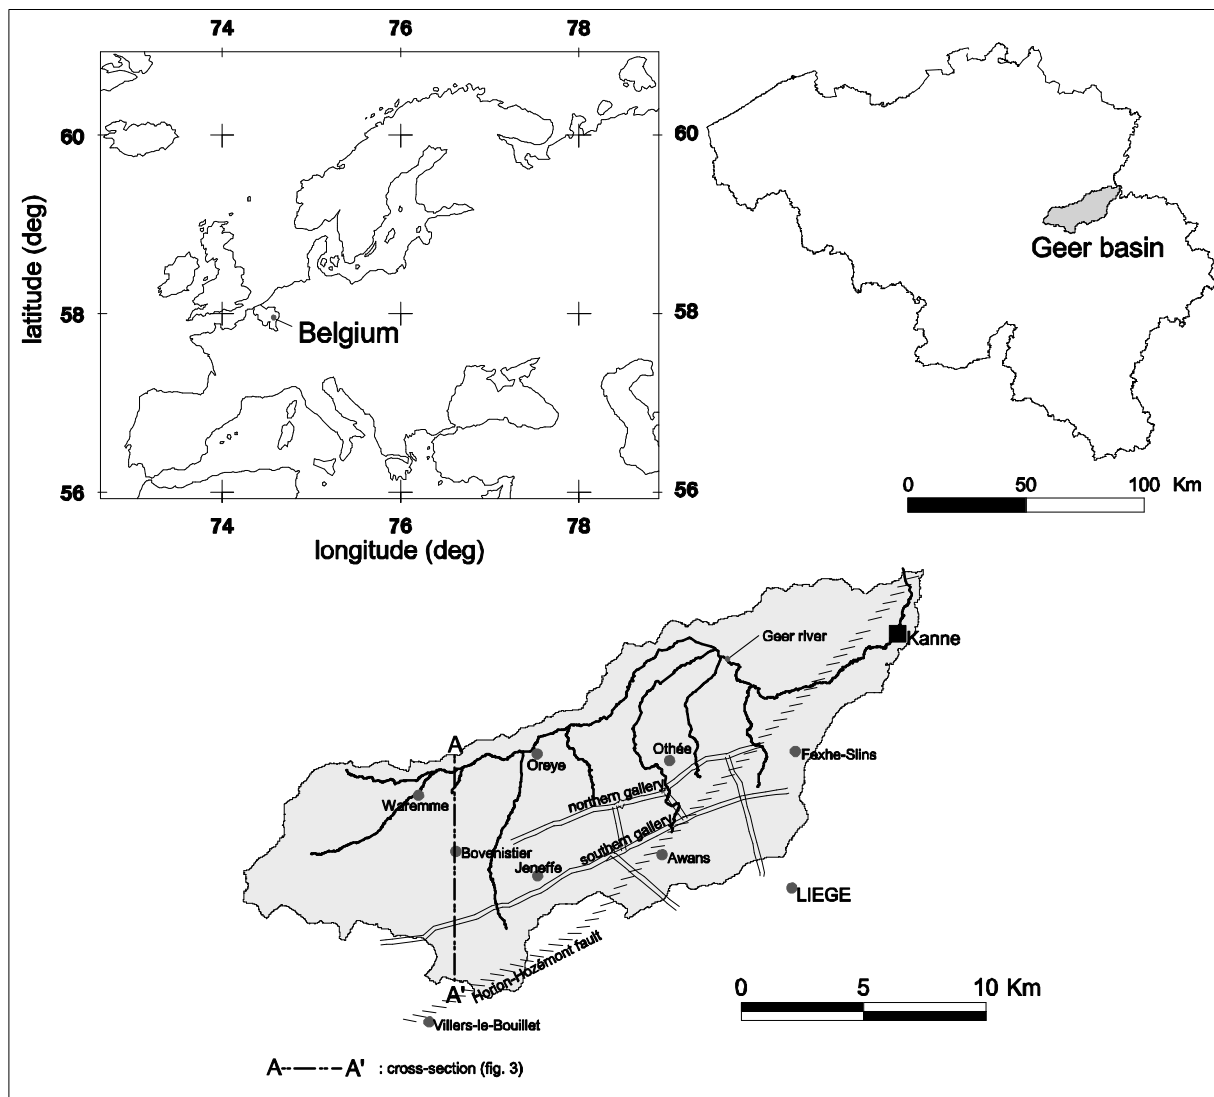 74 76 78
60 60
latitude (deg)
58 58
Belgium
56 56
74 76 78
longitude (deg)
Geer basin
0 50 100 Km
Geer river
Kanne
A
Oreye
Othée
Fexhe-Slins
Waremme
northern gallery
Bovenistier
southern gallery
Jeneffe
Awans
LIEGE
Horion-Hozémont fault
A'
Villers-le-Bouillet
0 5 10 Km
A A' : cross-section (fig. 3)